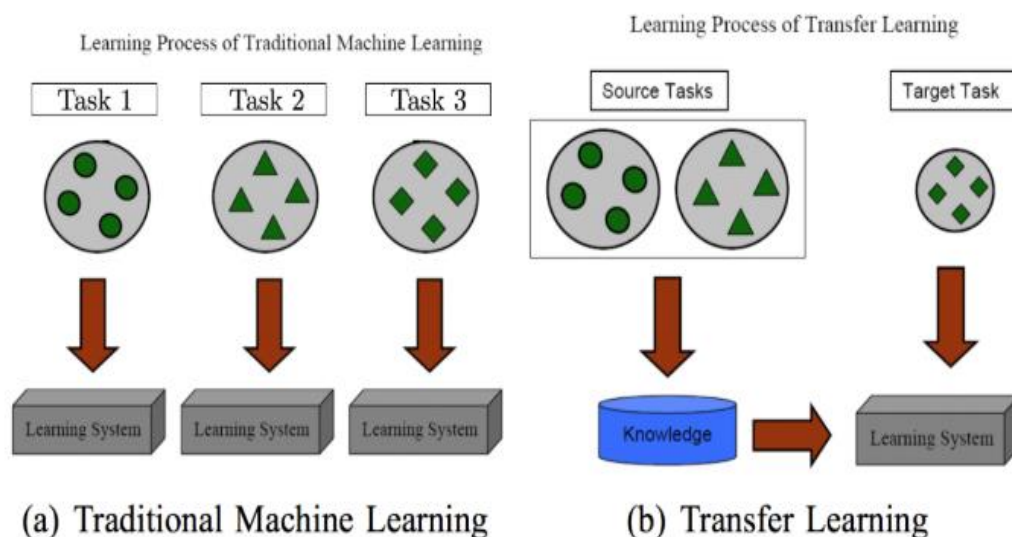 Learning Process of Traditional Machine Learning
Task 1
Task 2
Task 3
Learning System
Learning System
Learning System
(a) Traditional Machine Learning
Learning Process of Transfer Learning
Source Tasks
Target Task
Knowledge
Learning System
(b) Transfer Learning